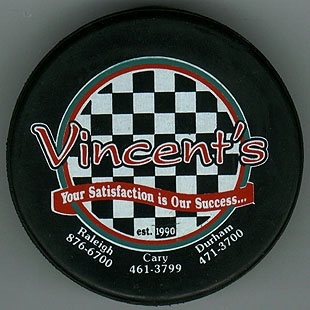 Vincent's
Your Satisfaction is Our Success...
est. 1990
Raleigh
876-6700
Cary
461-3799
Durham
471-3700